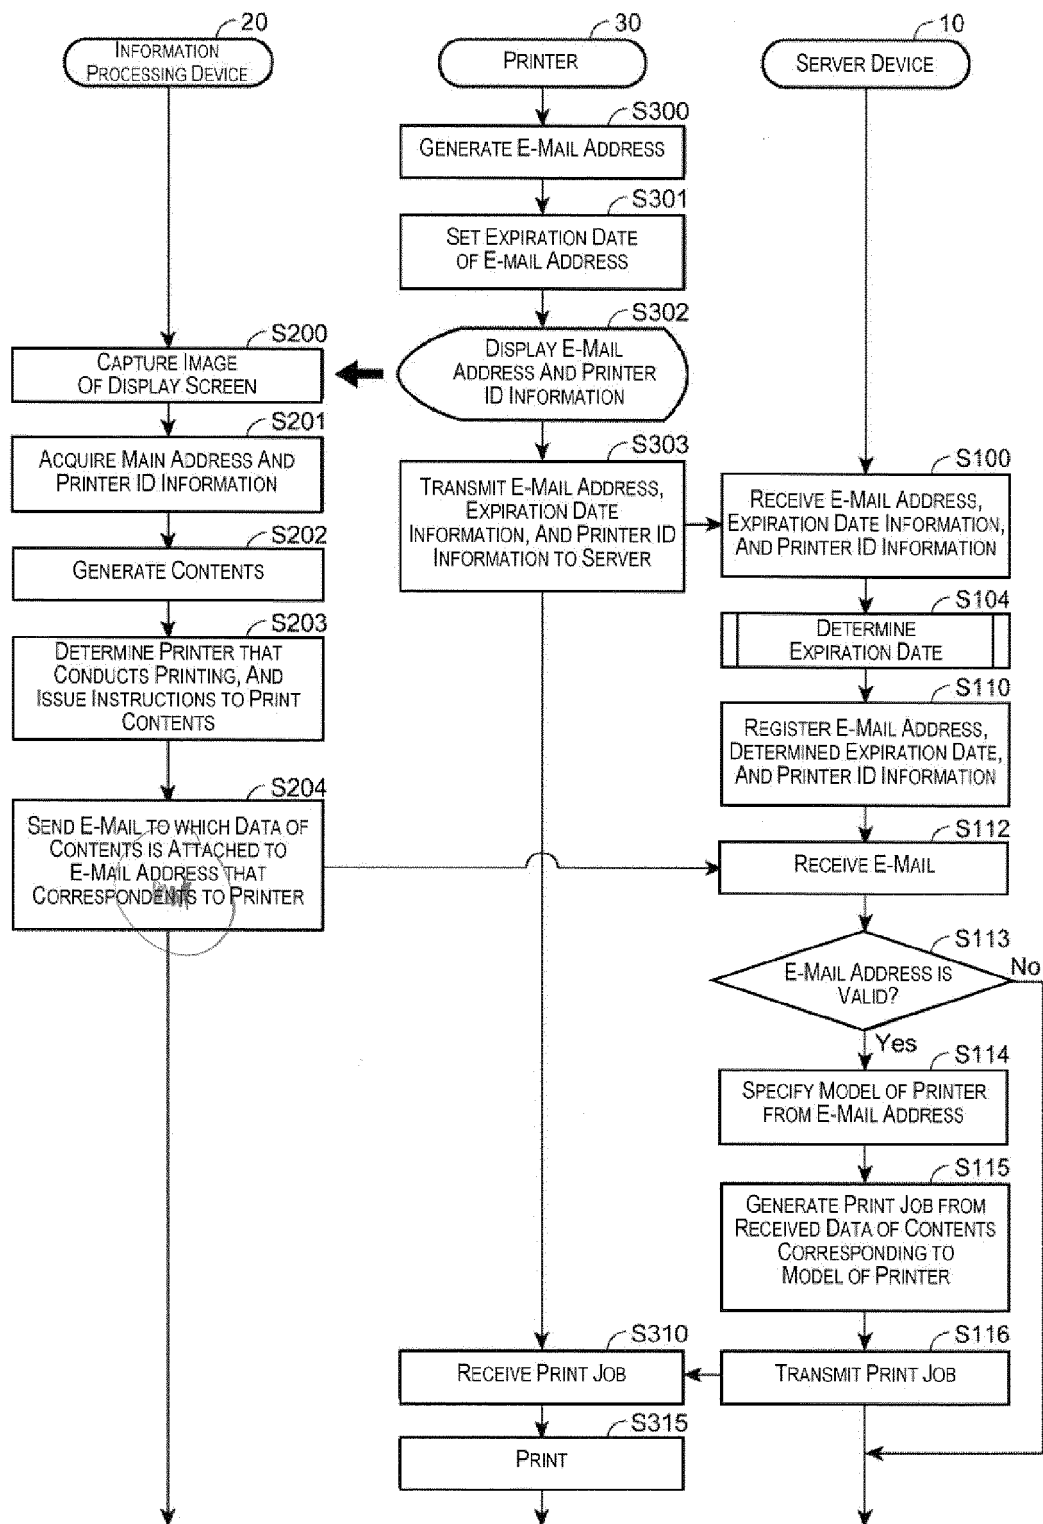 20
INFORMATION
PROCESSING DEVICE
30
PRINTER
10
SERVER DEVICE
S300
GENERATE E-MAIL ADDRESS
S301
SET EXPIRATION DATE
OF E-MAIL ADDRESS
S302
DISPLAY E-MAIL
ADDRESS AND PRINTER
ID INFORMATION
S200
CAPTURE IMAGE
OF DISPLAY SCREEN
S201
ACQUIRE MAIN ADDRESS AND
PRINTER ID INFORMATION
S303
TRANSMIT E-MAIL ADDRESS,
EXPIRATION DATE
INFORMATION, AND PRINTER ID
INFORMATION TO SERVER
S100
RECEIVE E-MAIL ADDRESS,
EXPIRATION DATE INFORMATION,
AND PRINTER ID INFORMATION
S202
GENERATE CONTENTS
S104
DETERMINE
EXPIRATION DATE
S203
DETERMINE PRINTER THAT
CONDUCTS PRINTING, AND
ISSUE INSTRUCTIONS TO PRINT
CONTENTS
S110
REGISTER E-MAIL ADDRESS,
DETERMINED EXPIRATION DATE,
AND PRINTER ID INFORMATION
S204
SEND E-MAIL TO WHICH DATA OF
CONTENTS IS ATTACHED TO
E-MAIL ADDRESS THAT
CORRESPONDENTS TO PRINTER
S112
RECEIVE E-MAIL
S113
E-MAIL ADDRESS IS
VALID?
No
Yes
S114
SPECIFY MODEL OF PRINTER
FROM E-MAIL ADDRESS
S115
GENERATE PRINT JOB FROM
RECEIVED DATA OF CONTENTS
CORRESPONDING TO
MODEL OF PRINTER
S310
RECEIVE PRINT JOB
S116
TRANSMIT PRINT JOB
S315
PRINT